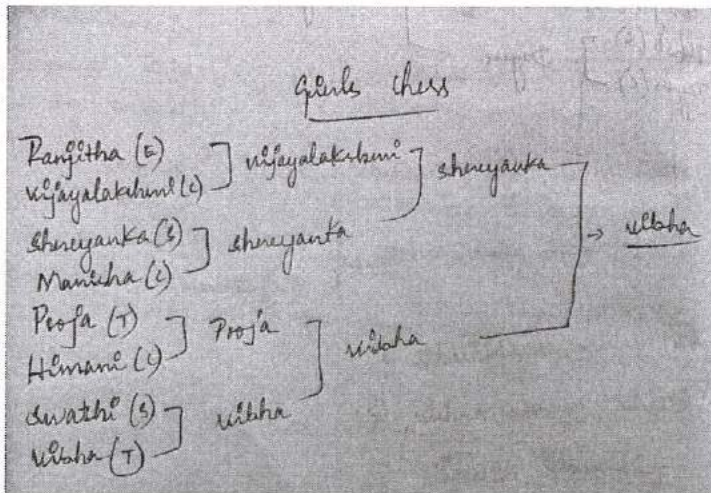 Girls chess
Ranjitha (E)
Vijayalakshmi (C)
vijayalakshmi
shreyanka
Shreyanka (S)
Manisha (C)
shreyanka
→ vibha
Pooja (T)
Himani (C)
Pooja
vibha
Swathi (S)
Vibha (T)
vibha